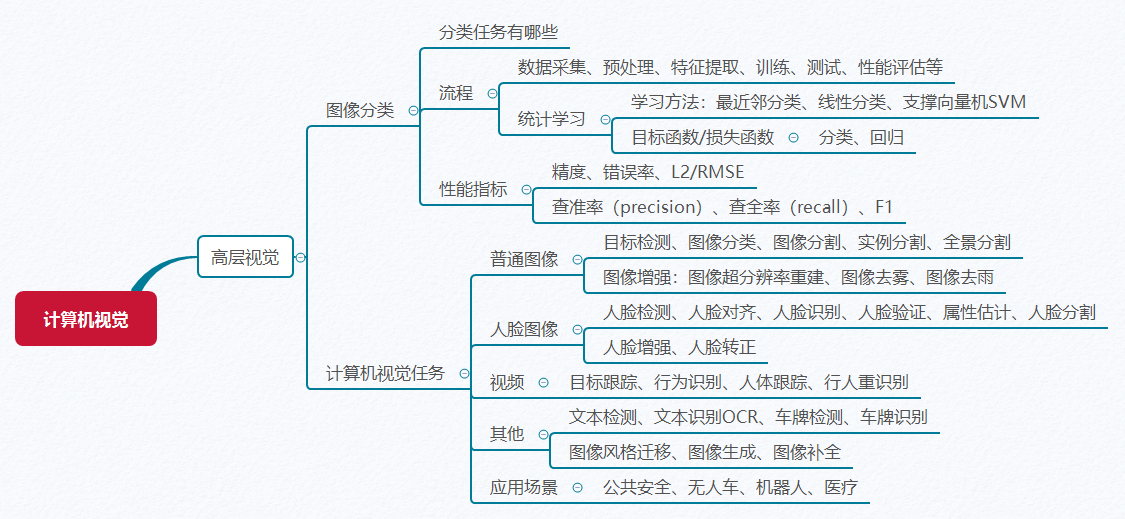 分类任务有哪些
数据采集、预处理、特征提取、训练、测试、性能评估等
流程
学习方法：最近邻分类、线性分类、支撑向量机SVM
图像分类
统计学习
目标函数/损失函数
分类、回归
精度、错误率、L2/RMSE
性能指标
查准率（precision）、查全率（recall）、F1
高层视觉
目标检测、图像分类、图像分割、实例分割、全景分割
普通图像
图像增强：图像超分辨率重建、图像去雾、图像去雨
计算机视觉
人脸检测、人脸对齐、人脸识别、人脸验证、属性估计、人脸分割
人脸图像
人脸增强、人脸转正
计算机视觉任务
视频
目标跟踪、行为识别、人体跟踪、行人重识别
文本检测、文本识别OCR、车牌检测、车牌识别
其他
图像风格迁移、图像生成、图像补全
应用场景
公共安全、无人车、机器人、医疗